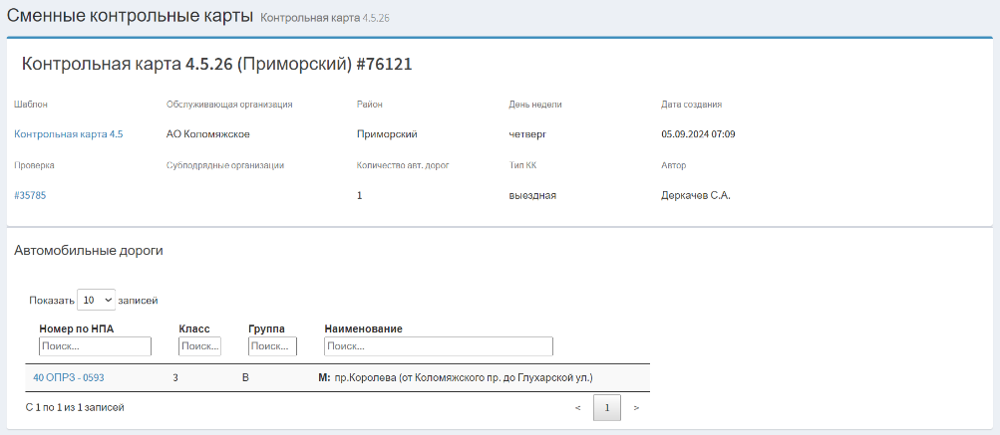 Сменные контрольные карты Контрольная карта 4.5.26
Контрольная карта 4.5.26 (Приморский) #76121
Шаблон Обслуживающая организация Район День недели Дата создания
Контрольная карта 4.5 АО Коломяжское Приморский четверг 05.09.2024 07:09
Проверка Субподрядные организации Количество авт. дорог Тип КК Автор
#35785 1 выездная Деркачев С.А.
Автомобильные дороги
Показать 10 записей
Номер по НПА Класс Группа Наименование
Поиск... Поиск... Поиск... Поиск...
40 ОПРЗ - 0593 3 В М: пр.Королева (от Коломяжского пр. до Глухарской ул.)
С 1 по 1 из 1 записей < 1 >